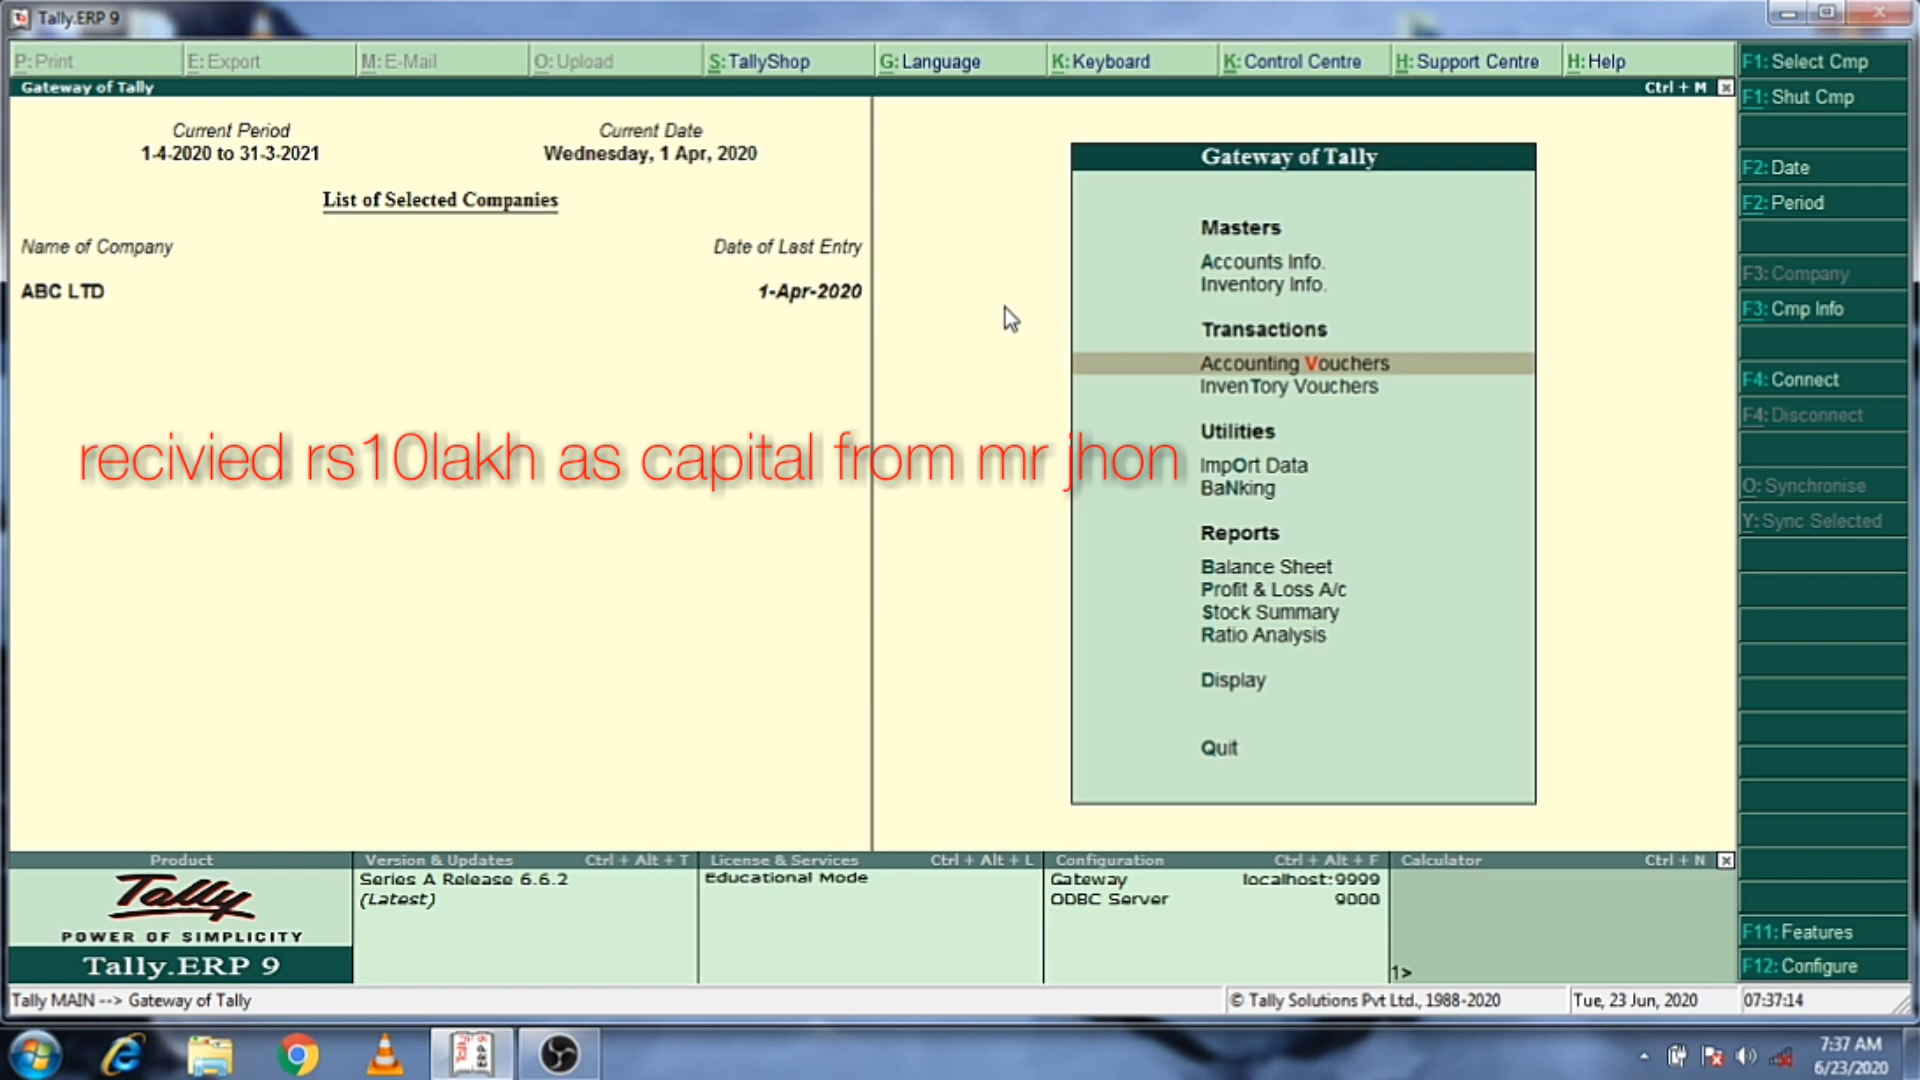 Tally.ERP 9
P: Print
E: Export
M: E-Mail
O: Upload
S: TallyShop
G: Language
K: Keyboard
K: Control Centre
H: Support Centre
H: Help
Gateway of Tally
Ctrl + M
Current Period
1-4-2020 to 31-3-2021
Current Date
Wednesday, 1 Apr, 2020
List of Selected Companies
Name of Company
Date of Last Entry
ABC LTD
1-Apr-2020
recivied rs10lakh as capital from mr jhon
Gateway of Tally
Masters
Accounts Info.
Inventory Info.
Transactions
Accounting Vouchers
InvenTory Vouchers
Utilities
ImpOrt Data
BaNking
Reports
Balance Sheet
Profit & Loss A/c
Stock Summary
Ratio Analysis
Display
Quit
F1: Select Cmp
F1: Shut Cmp
F2: Date
F2: Period
F3: Company
F3: Cmp Info
F4: Connect
F4: Disconnect
O: Synchronise
Y: Sync Selected
F11: Features
F12: Configure
Product
Tally
POWER OF SIMPLICITY
Tally.ERP 9
Version & Updates
Ctrl + Alt + T
Series A Release 6.6.2
(Latest)
License & Services
Ctrl + Alt + L
Educational Mode
Configuration
Ctrl + Alt + F
Gateway
localhost:9999
ODBC Server
9000
Calculator
Ctrl + N
1>
Tally MAIN --> Gateway of Tally
© Tally Solutions Pvt Ltd., 1988-2020
Tue, 23 Jun, 2020
07:37:14
7:37 AM
6/23/2020